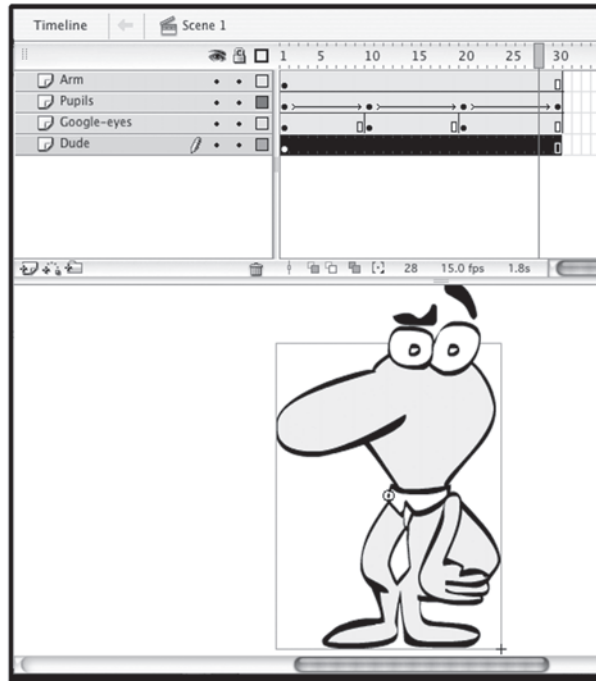 Timeline Scene 1
1 5 10 15 20 25 30
Arm
Pupils
Google-eyes
Dude
28 15.0 fps 1.8s